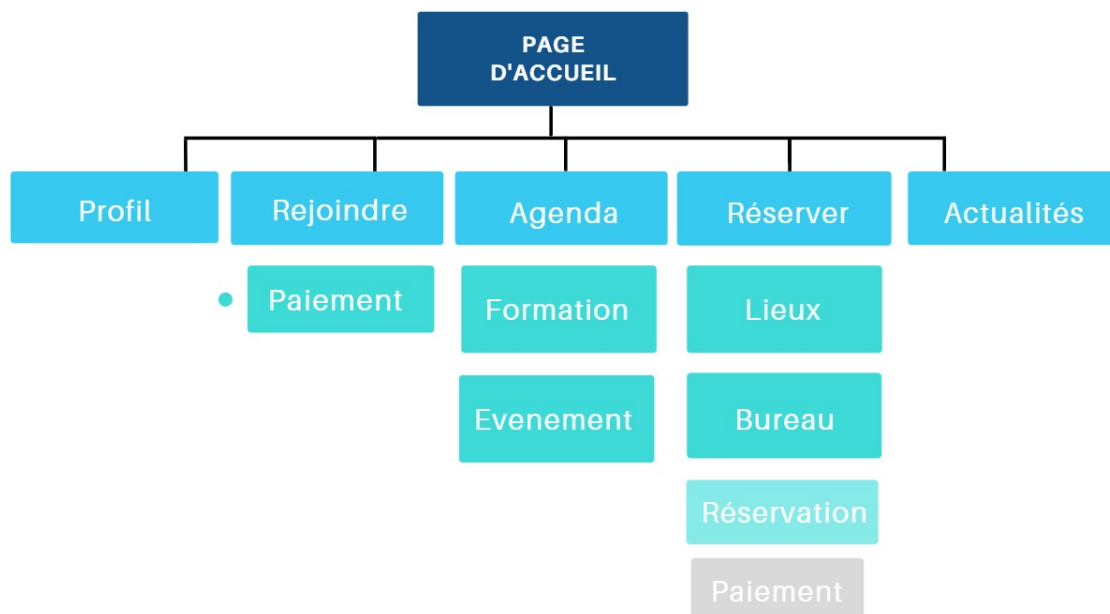 PAGE
D'ACCUEIL
Profil
Rejoindre
Agenda
Réserver
Actualités
Paiement
Formation
Lieux
Evenement
Bureau
Réservation
Paiement